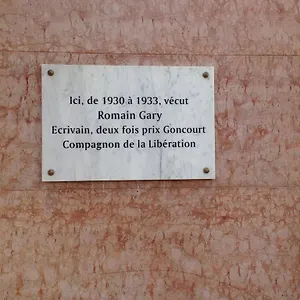 Ici, de 1930 à 1933, vécut
Romain Gary
Ecrivain, deux fois prix Goncourt
Compagnon de la Libération